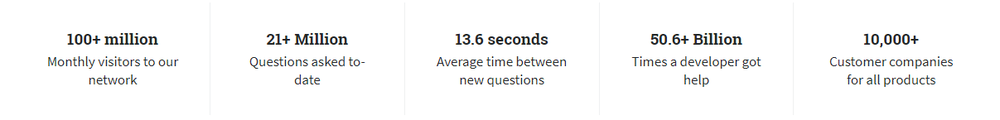 100+ million
Monthly visitors to our
network
21+ Million
Questions asked to-
date
13.6 seconds
Average time between
new questions
50.6+ Billion
Times a developer got
help
10,000+
Customer companies
for all products